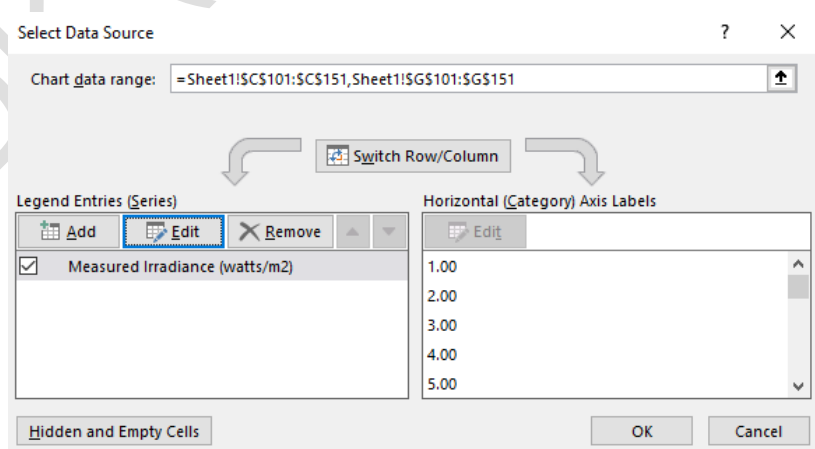 Select Data Source ?
Chart data range: =Sheet1!$C$101:$C$151,Sheet1!$G$101:$G$151
Switch Row/Column
Legend Entries (Series)
Add Edit Remove
Measured Irradiance (watts/m2)
Horizontal (Category) Axis Labels
Edit
1.00
2.00
3.00
4.00
5.00
Hidden and Empty Cells
OK Cancel